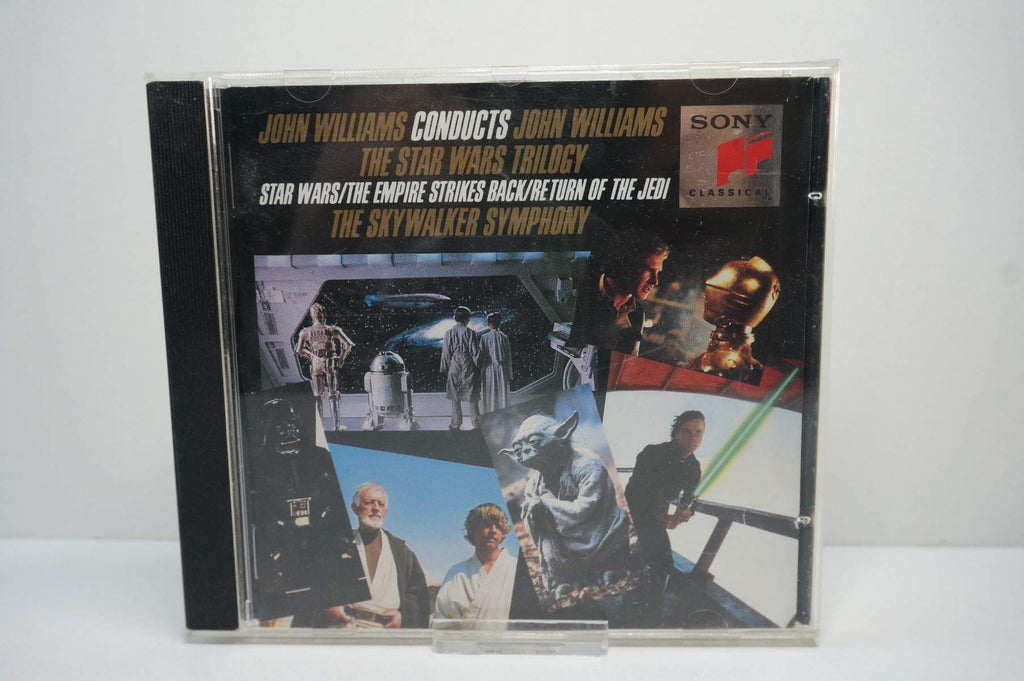 JOHN WILLIAMS CONDUCTS JOHN WILLIAMS
THE STAR WARS TRILOGY
STAR WARS/THE EMPIRE STRIKES BACK/RETURN OF THE JEDI
THE SKYWALKER SYMPHONY
SONY
CLASSICAL